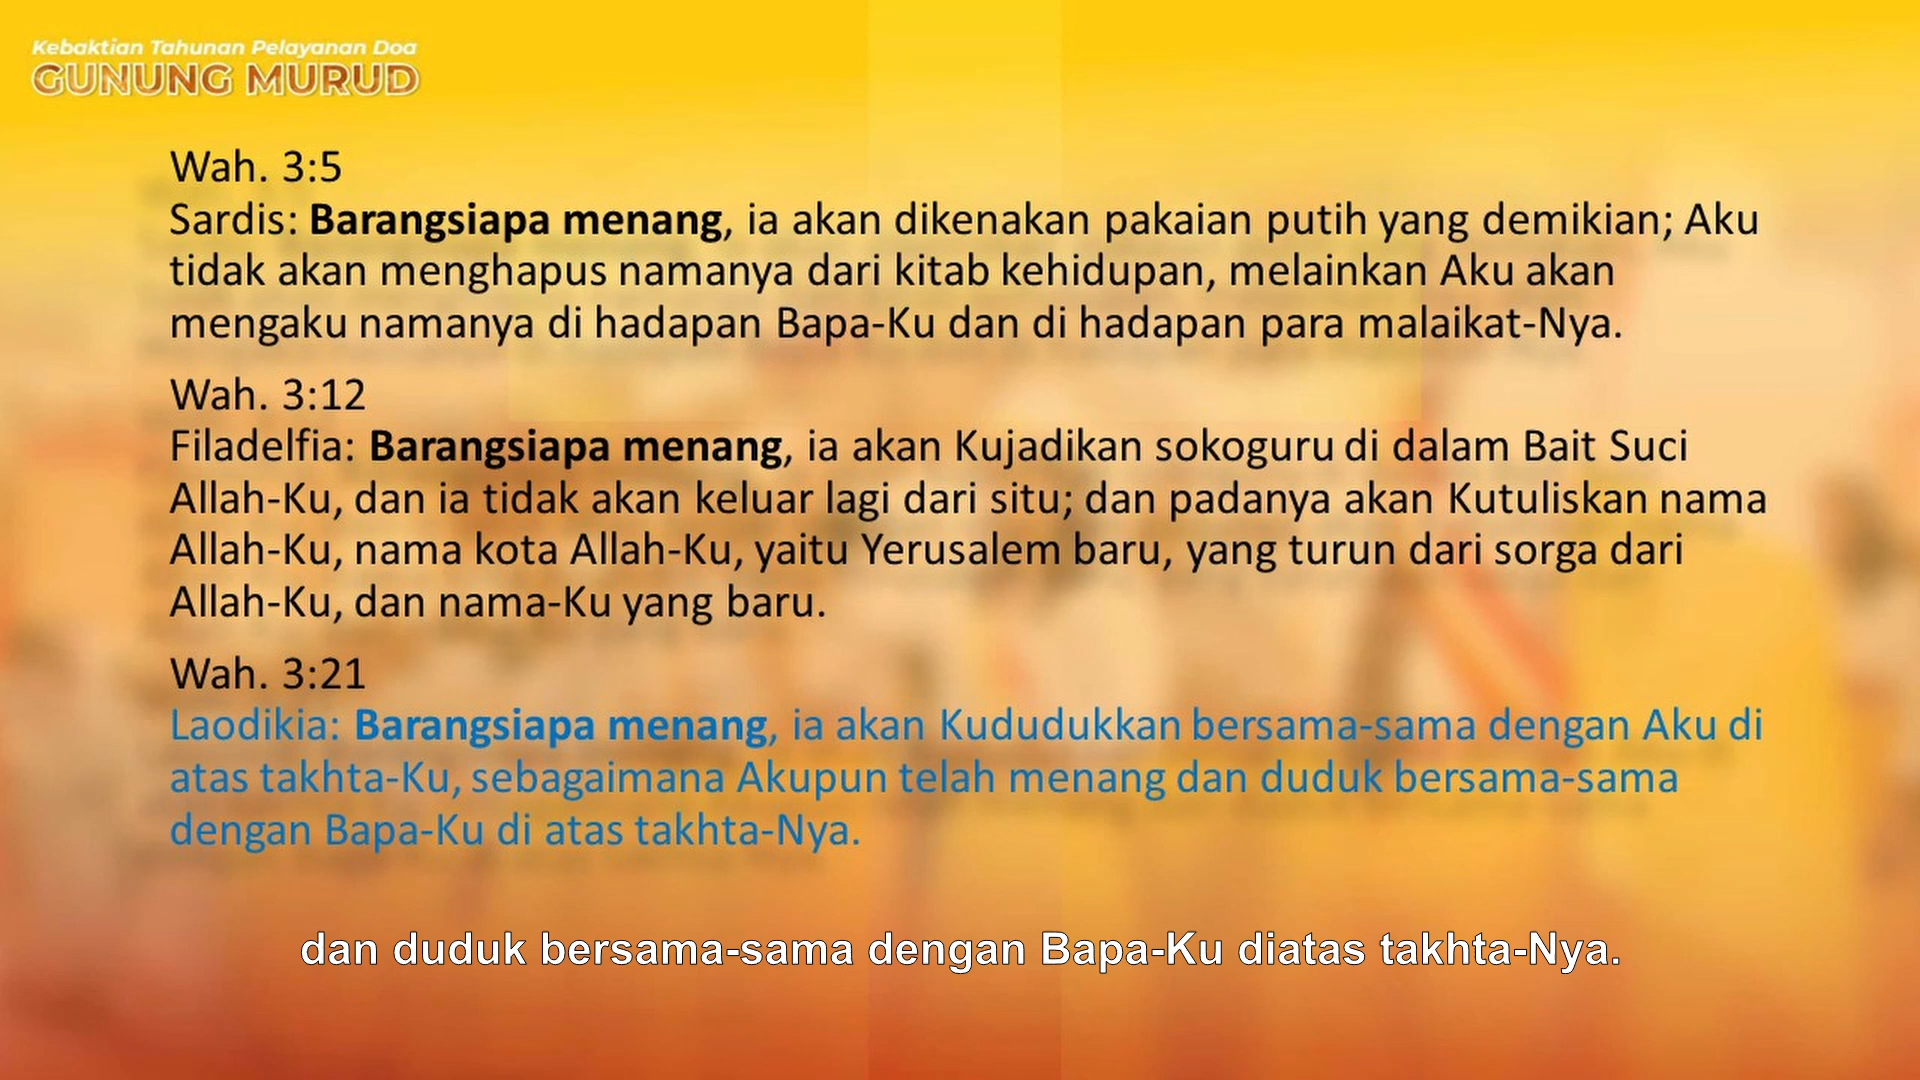 Kebaktian Tahunan Pelayanan Doa
GUNUNG MURUD
Wah. 3:5
Sardis: Barangsiapa menang, ia akan dikenakan pakaian putih yang demikian; Aku
tidak akan menghapus namanya dari kitab kehidupan, melainkan Aku akan
mengaku namanya di hadapan Bapa-Ku dan di hadapan para malaikat-Nya.
Wah. 3:12
Filadelfia: Barangsiapa menang, ia akan Kujadikan sokoguru di dalam Bait Suci
Allah-Ku, dan ia tidak akan keluar lagi dari situ; dan padanya akan Kutuliskan nama
Allah-Ku, nama kota Allah-Ku, yaitu Yerusalem baru, yang turun dari sorga dari
Allah-Ku, dan nama-Ku yang baru.
Wah. 3:21
Laodikia: Barangsiapa menang, ia akan Kududukkan bersama-sama dengan Aku di
atas takhta-Ku, sebagaimana Akupun telah menang dan duduk bersama-sama
dengan Bapa-Ku di atas takhta-Nya.
dan duduk bersama-sama dengan Bapa-Ku diatas takhta-Nya.